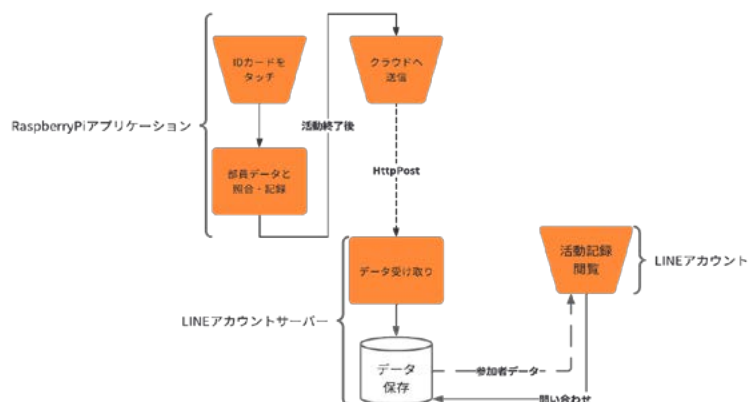 IDカードを
タッチ
クラウドへ
送信
RaspberryPiアプリケーション
活動終了後
部員データと
照合・記録
HttpPost
データ受け取り
活動記録
閲覧
LINEアカウント
LINEアカウントサーバー
データ
保存
参加者データ
問い合わせ